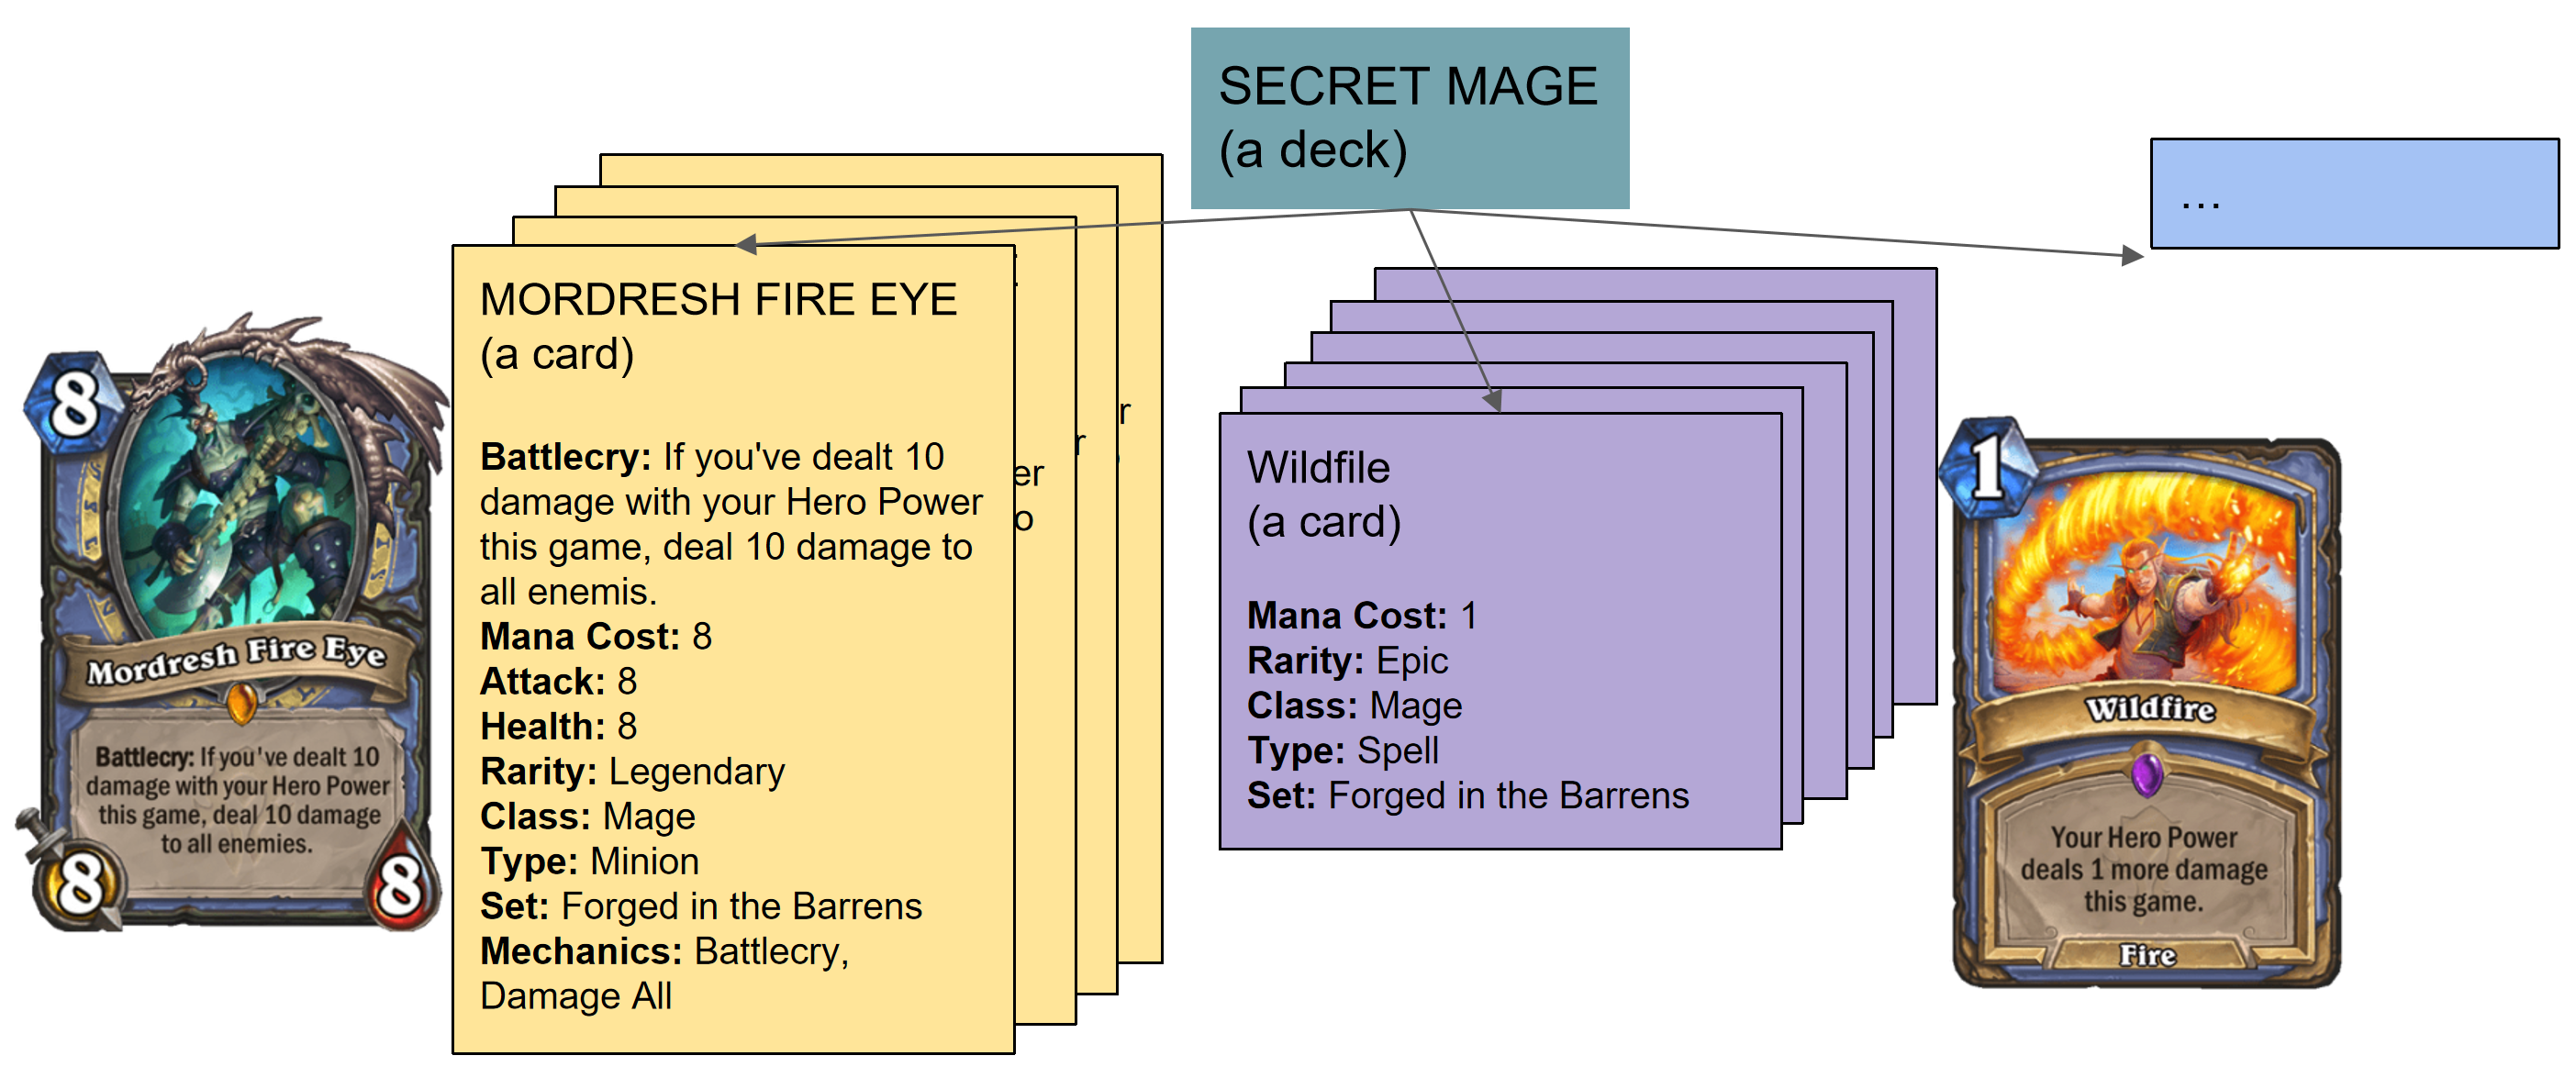 SECRET MAGE
(a deck)
...
MORDRESH FIRE EYE
(a card)
Battlecry: If you've dealt 10
damage with your Hero Power
this game, deal 10 damage to
all enemis.
Mana Cost: 8
Attack: 8
Health: 8
Rarity: Legendary
Class: Mage
Type: Minion
Set: Forged in the Barrens
Mechanics: Battlecry,
Damage All
r
r
er
o
8
Mordresh Fire Eye
Battlecry: If you've dealt 10
damage with your Hero Power
this game, deal 10 damage
to all enemies.
8
8
Wildfile
(a card)
Mana Cost: 1
Rarity: Epic
Class: Mage
Type: Spell
Set: Forged in the Barrens
1
Wildfire
Your Hero Power
deals 1 more damage
this game.
Fire